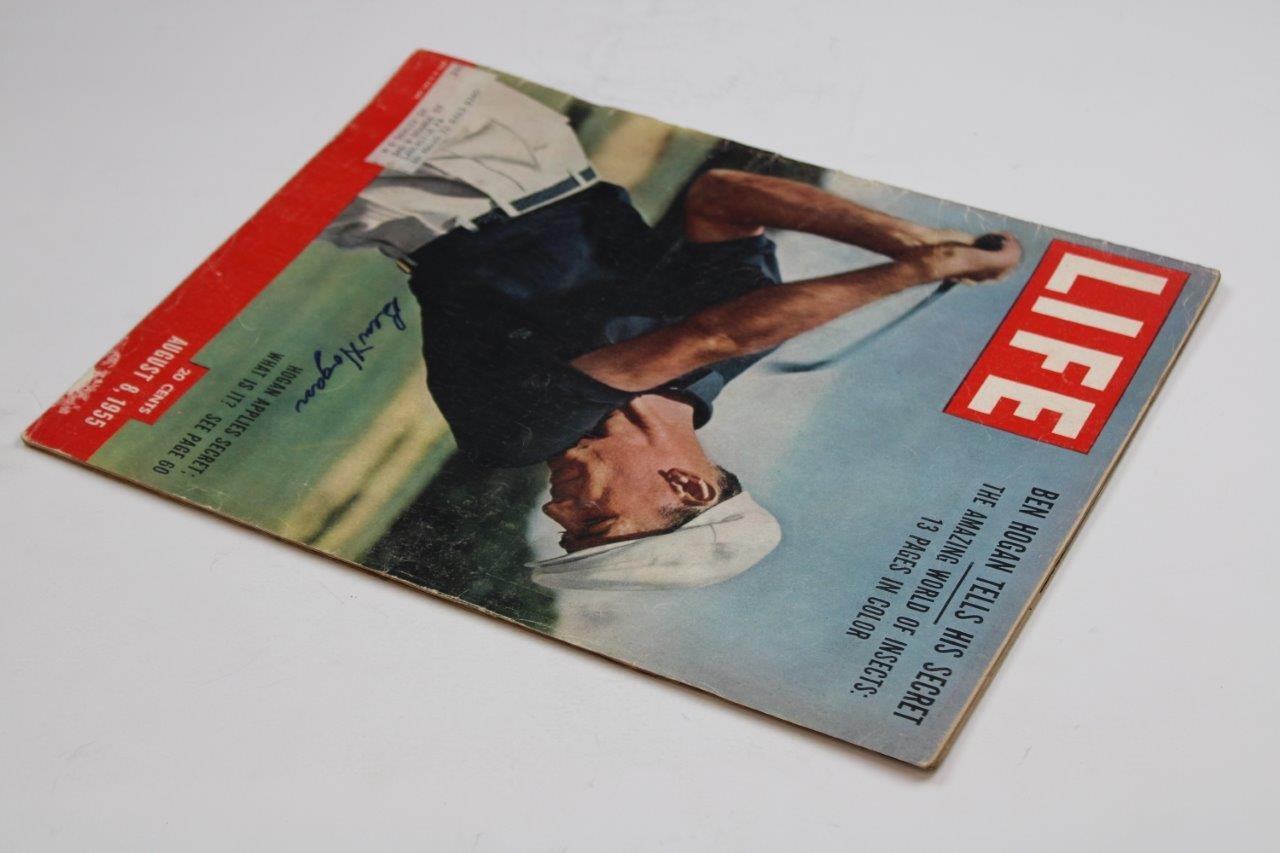 LIFE
BEN HOGAN TELLS HIS SECRET
THE AMAZING WORLD OF INSECTS:
13 PAGES IN COLOR
Ben Hogan
HOGAN APPLIES SECRET;
WHAT IS IT? SEE PAGE 60
20 CENTS
AUGUST 8, 1955